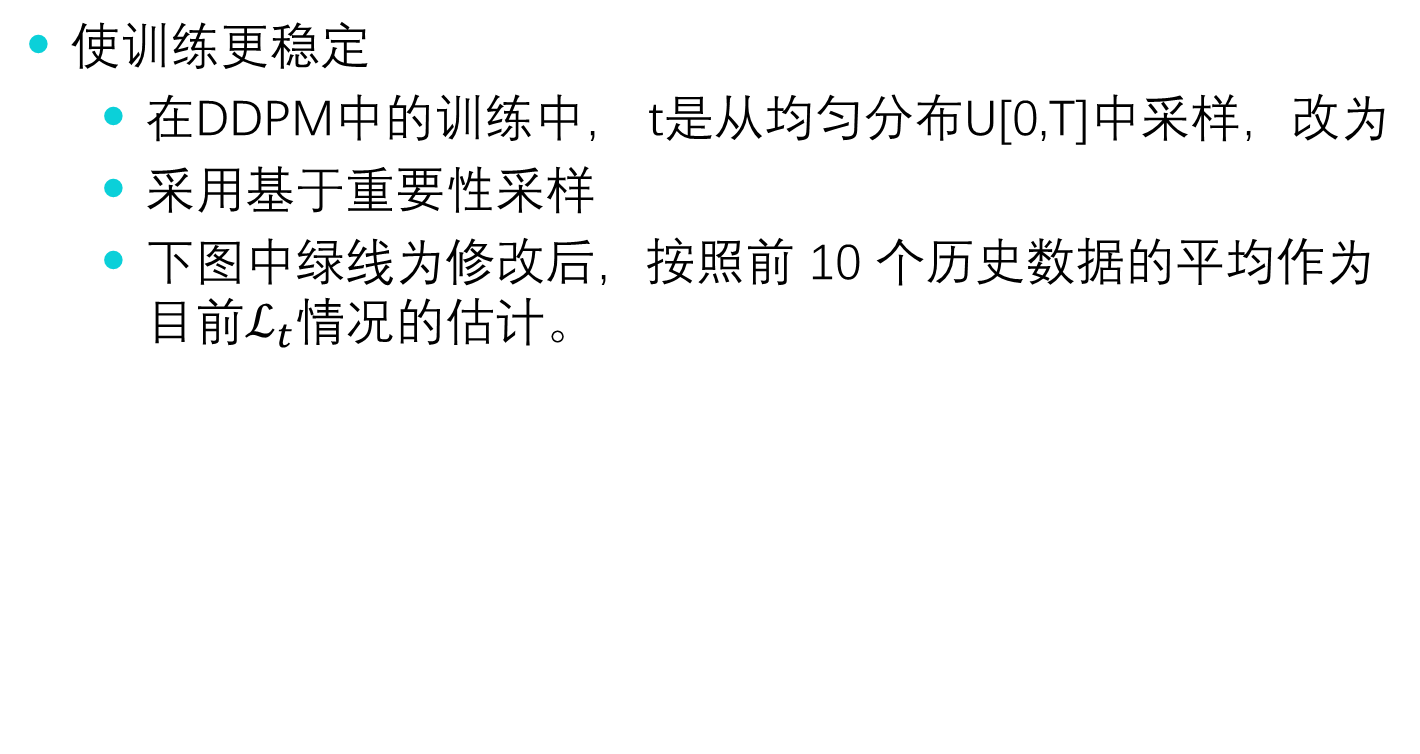 • 使训练更稳定
• 在DDPM中的训练中， t是从均匀分布U[0,T]中采样，改为
• 采用基于重要性采样
• 下图中绿线为修改后，按照前 10 个历史数据的平均作为
目前ℒt情况的估计。